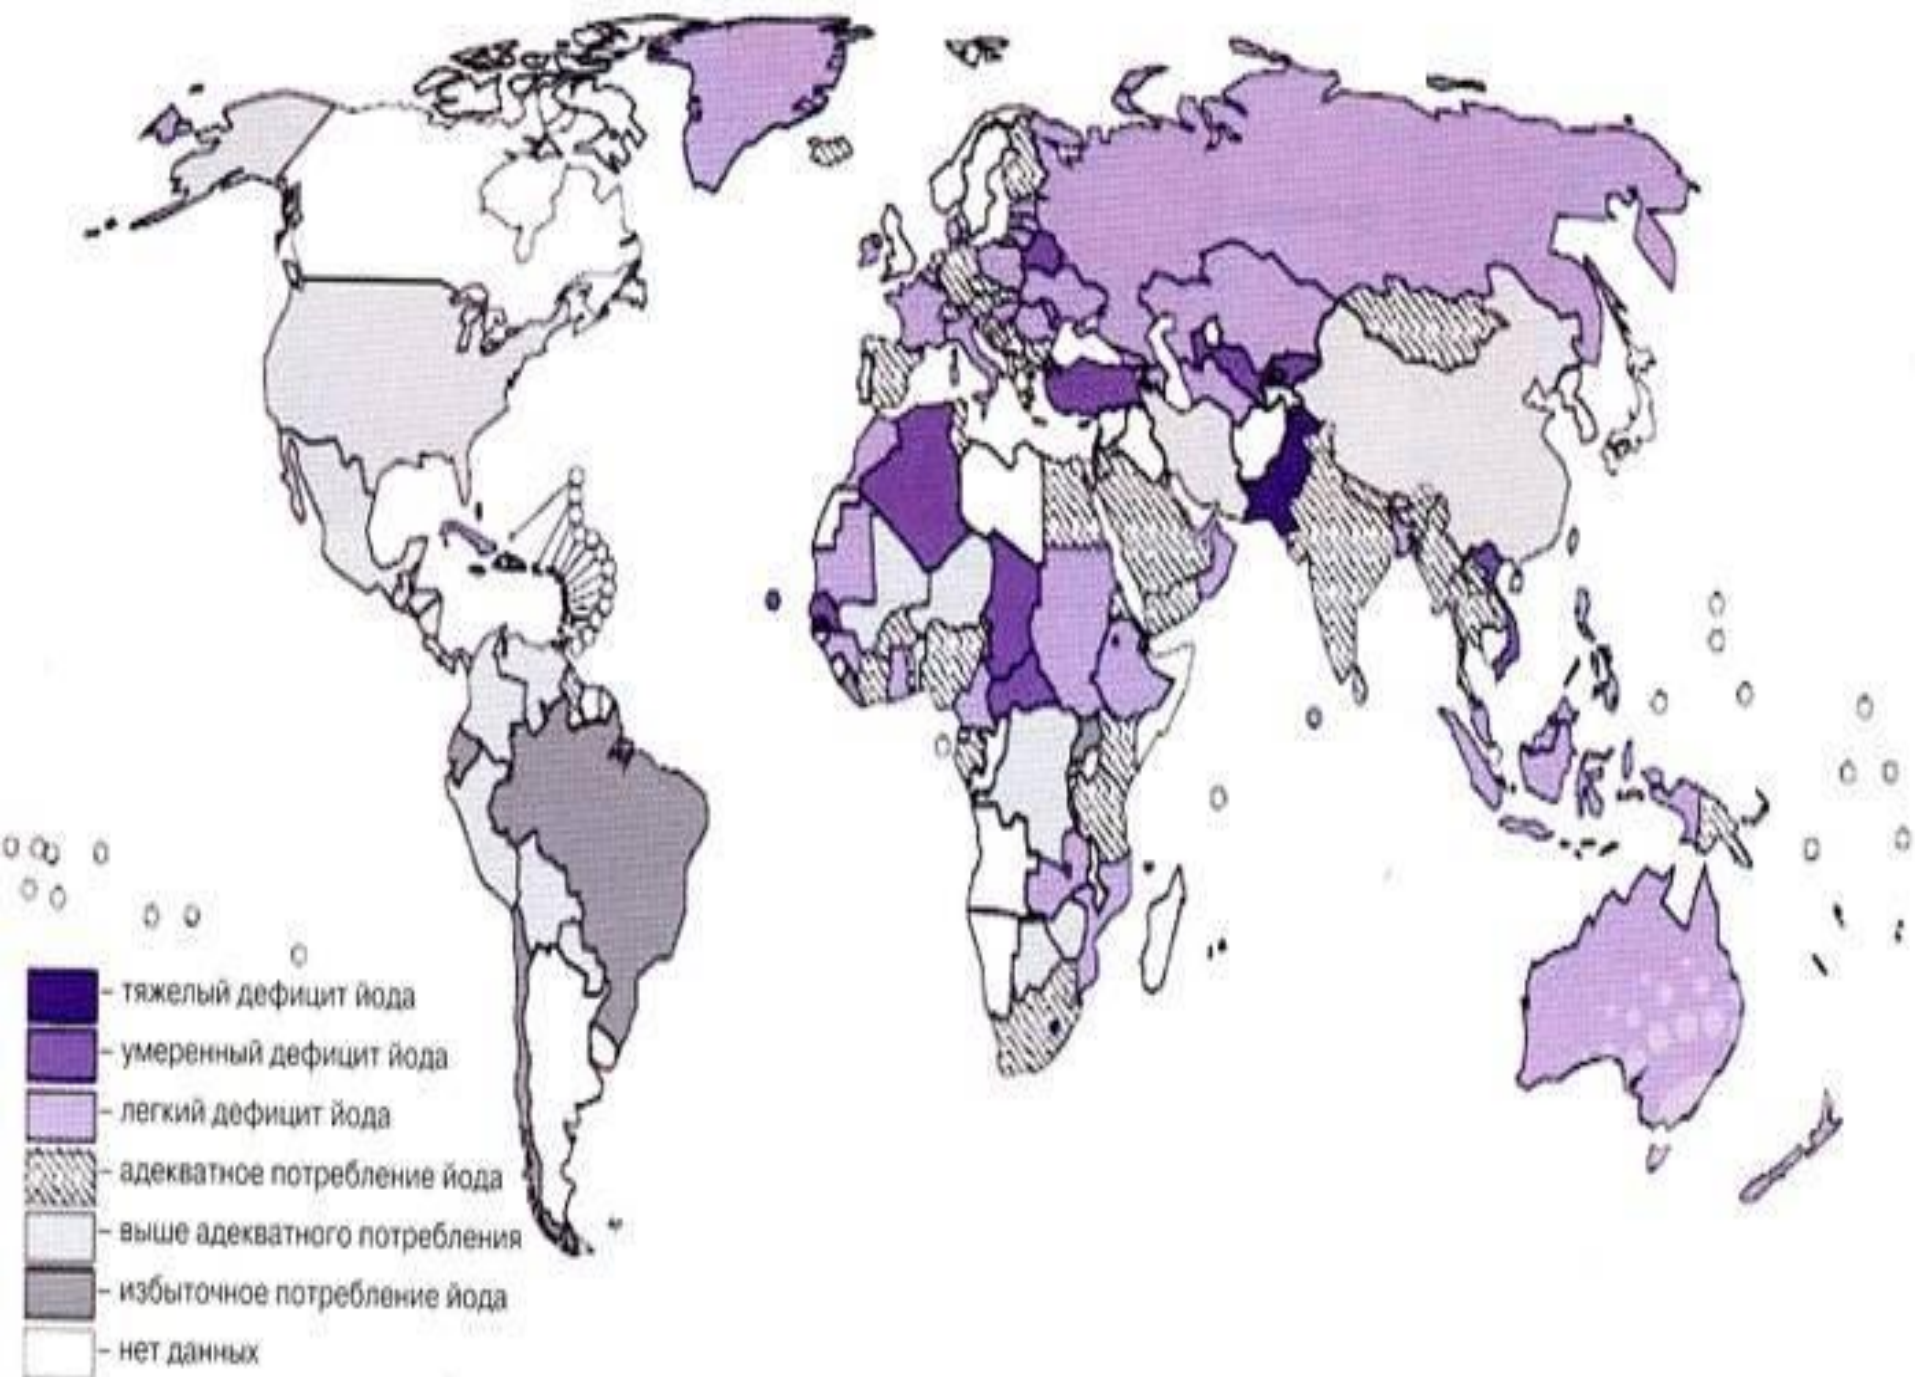 – тяжелый дефицит йода
– умеренный дефицит йода
– легкий дефицит йода
– адекватное потребление йода
– выше адекватного потребления
– избыточное потребление йода
– нет данных